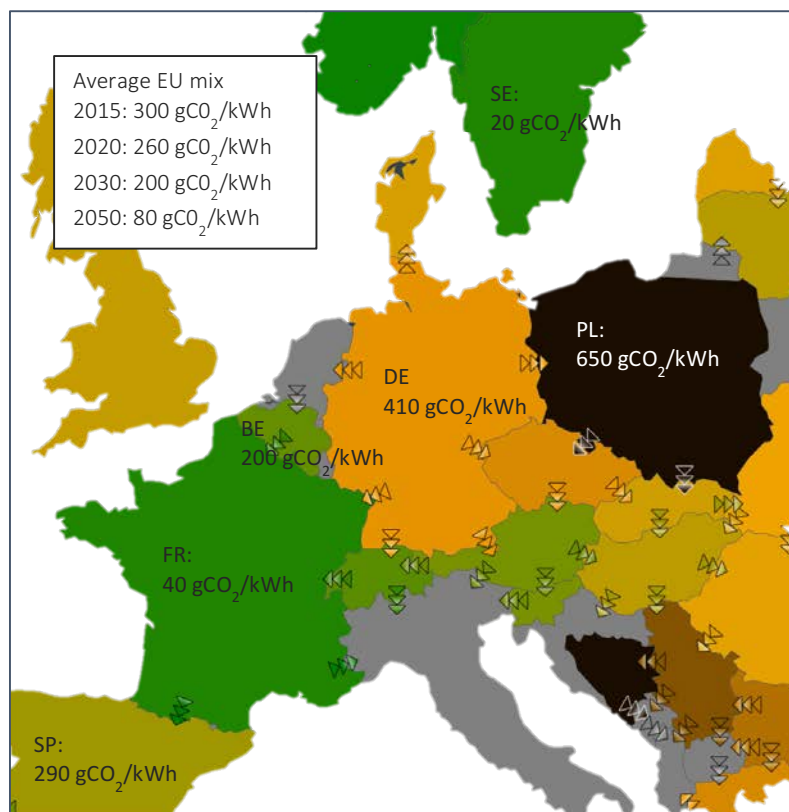 Average EU mix
2015: 300 gC0₂/kWh
2020: 260 gC0₂/kWh
2030: 200 gC0₂/kWh
2050: 80 gC0₂/kWh
SE:
20 gCO₂/kWh
PL:
650 gCO₂/kWh
DE
410 gCO₂/kWh
BE
200 gCO₂/kWh
FR:
40 gCO₂/kWh
SP:
290 gCO₂/kWh